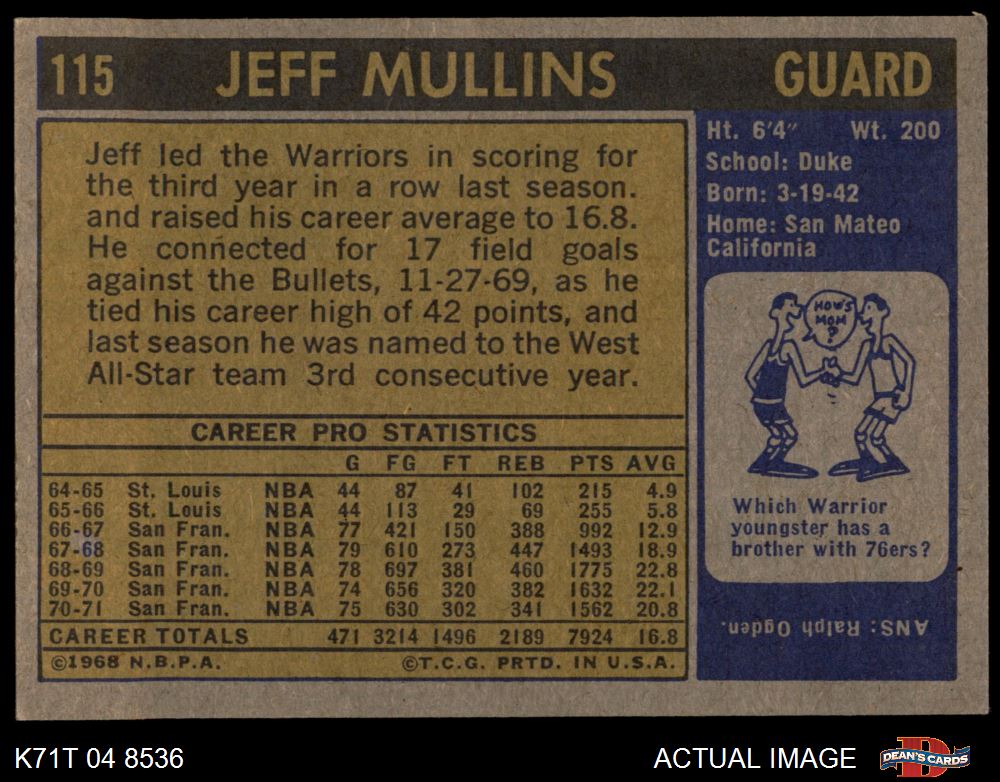 115 JEFF MULLINS GUARD
Jeff led the Warriors in scoring for
the third year in a row last season.
and raised his career average to 16.8.
He connected for 17 field goals
against the Bullets, 11-27-69, as he
tied his career high of 42 points, and
last season he was named to the West
All-Star team 3rd consecutive year.
CAREER PRO STATISTICS
G FG FT REB PTS AVG
64-65 St. Louis NBA 44 87 41 102 215 4.9
65-66 St. Louis NBA 44 113 29 69 255 5.8
66-67 San Fran. NBA 77 421 150 388 992 12.9
67-68 San Fran. NBA 79 610 273 447 1493 18.9
68-69 San Fran. NBA 78 697 381 460 1775 22.8
69-70 San Fran. NBA 74 656 320 382 1632 22.1
70-71 San Fran. NBA 75 630 302 341 1562 20.8
CAREER TOTALS 471 3214 1496 2189 7924 16.8
©1968 N.B.P.A. ©T.C.G. PRTD. IN U.S.A.
Ht. 6'4" Wt. 200
School: Duke
Born: 3-19-42
Home: San Mateo
California
HOW'S
MOM
?
Which Warrior
youngster has a
brother with 76ers?
ANS: Ralph Ogden.
K71T 04 8536 ACTUAL IMAGE DEAN'S CARDS